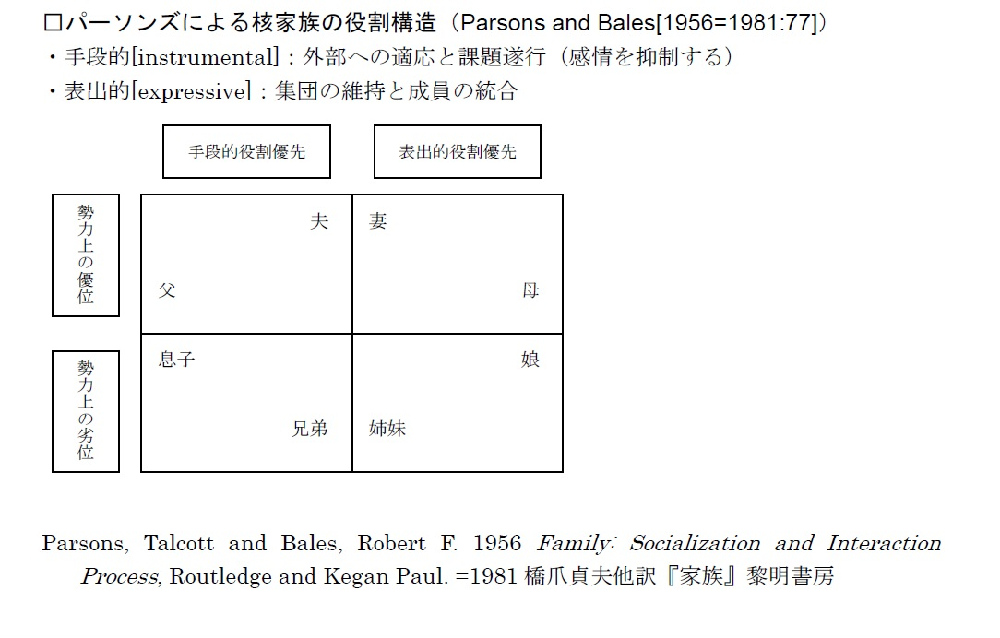 □パーソンズによる核家族の役割構造（Parsons and Bales[1956=1981:77]）
・手段的[instrumental]：外部への適応と課題遂行（感情を抑制する）
・表出的[expressive]：集団の維持と成員の統合
手段的役割優先
表出的役割優先
勢力上の優位
夫
妻
父
母
勢力上の劣位
息子
娘
兄弟
姉妹
Parsons, Talcott and Bales, Robert F. 1956 Family: Socialization and Interaction
Process, Routledge and Kegan Paul. =1981 橋爪貞夫他訳『家族』黎明書房